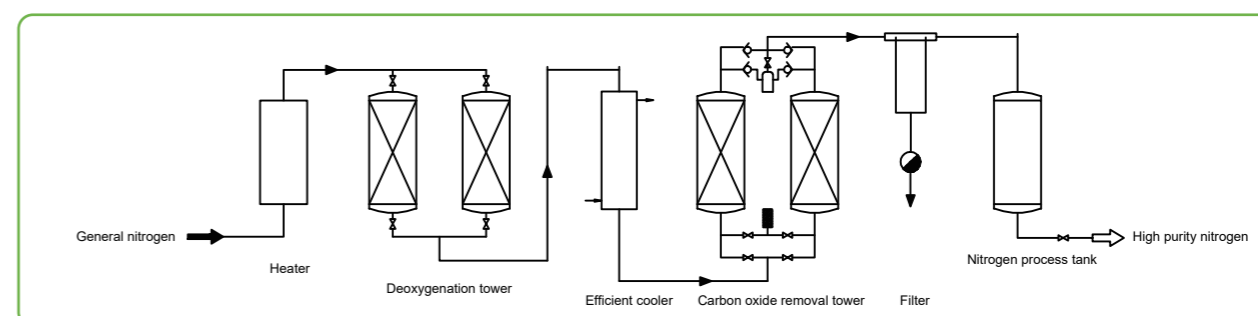 General nitrogen
Heater
Deoxygenation tower
Efficient cooler
Carbon oxide removal tower
Filter
Nitrogen process tank
High purity nitrogen